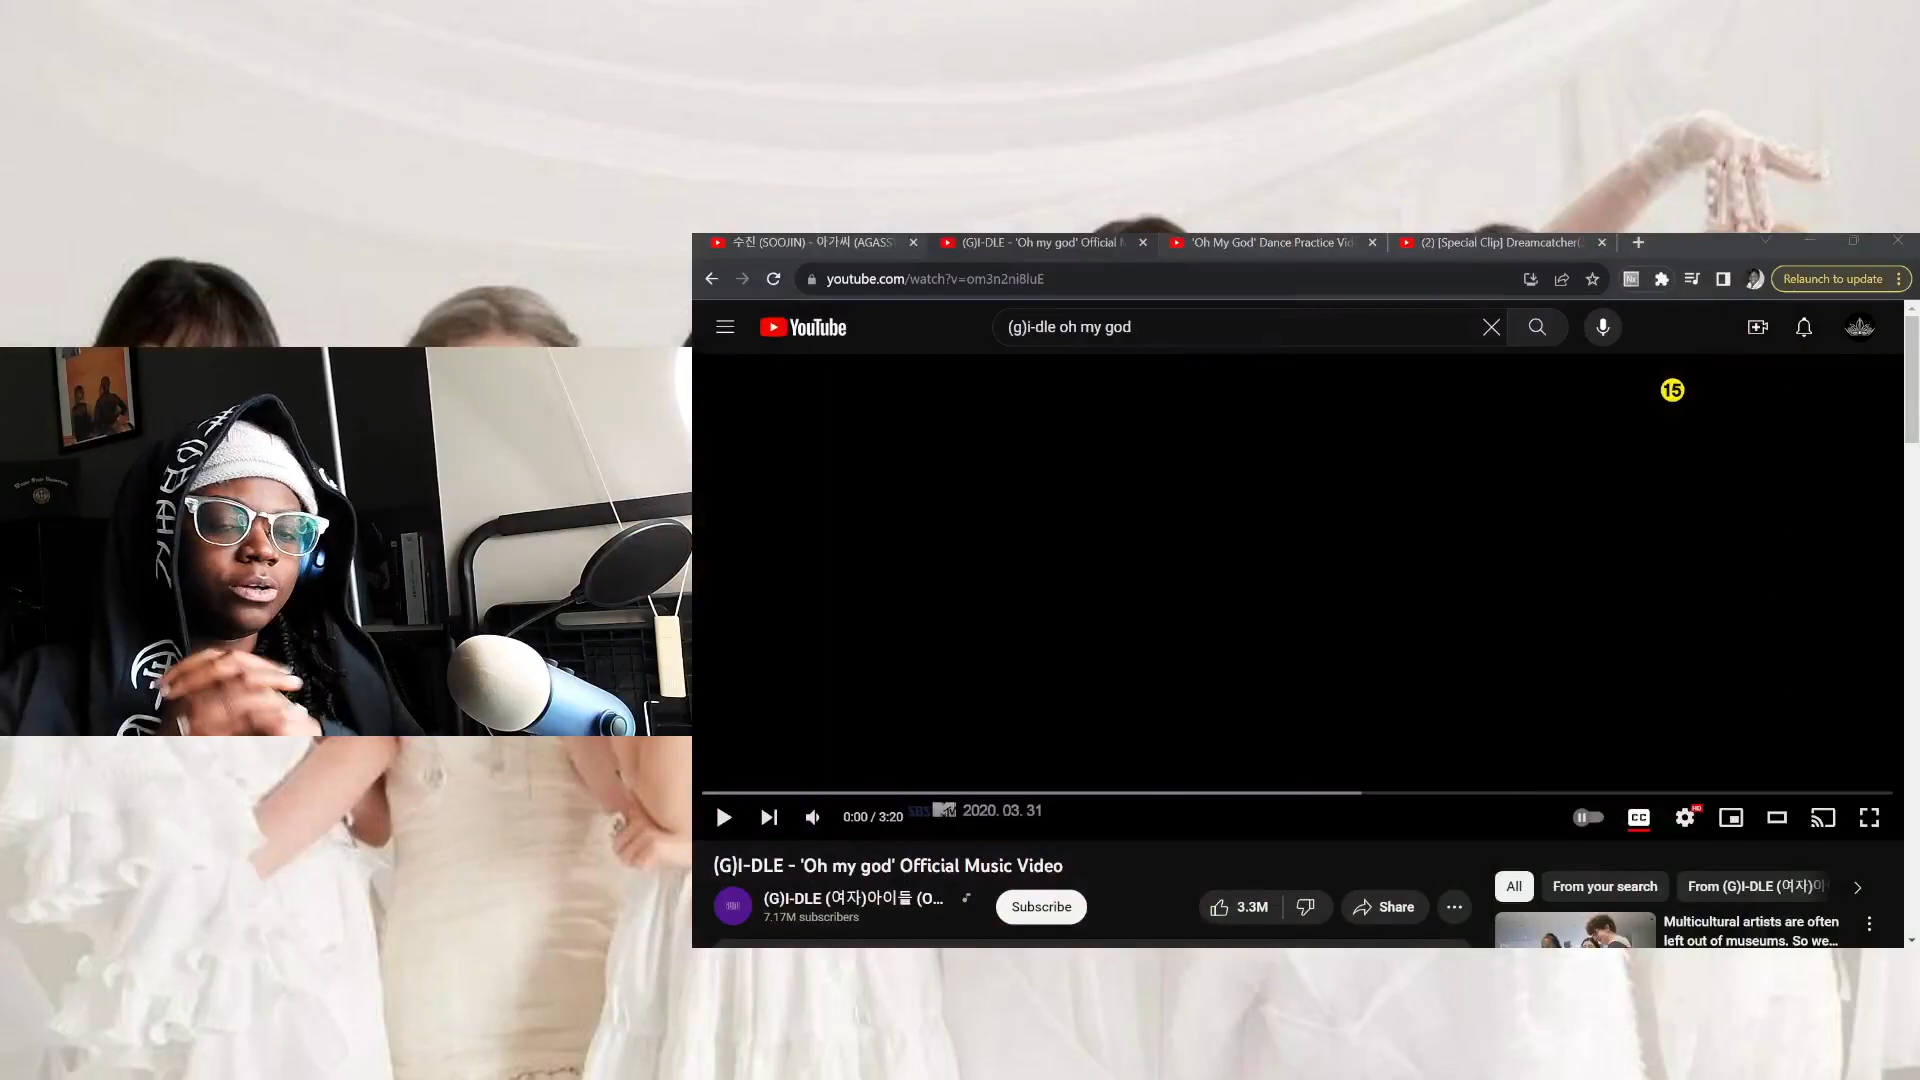 수진 (SOOJIN) - 아가씨 (AGASS
(G)I-DLE - 'Oh my god' Official M
'Oh My God' Dance Practice Vid
(2) [Special Clip] Dreamcatcher(
youtube.com/watch?v=om3n2ni8luE
Relaunch to update
YouTube
(g)i-dle oh my god
15
0:00 / 3:20
SBS MTV 2020. 03. 31
CC
HD
(G)I-DLE - 'Oh my god' Official Music Video
(G)I-DLE (여자)아이들 (O...
7.17M subscribers
Subscribe
3.3M
Share
All
From your search
From (G)I-DLE (여자)아
Multicultural artists are often
left out of museums. So we...